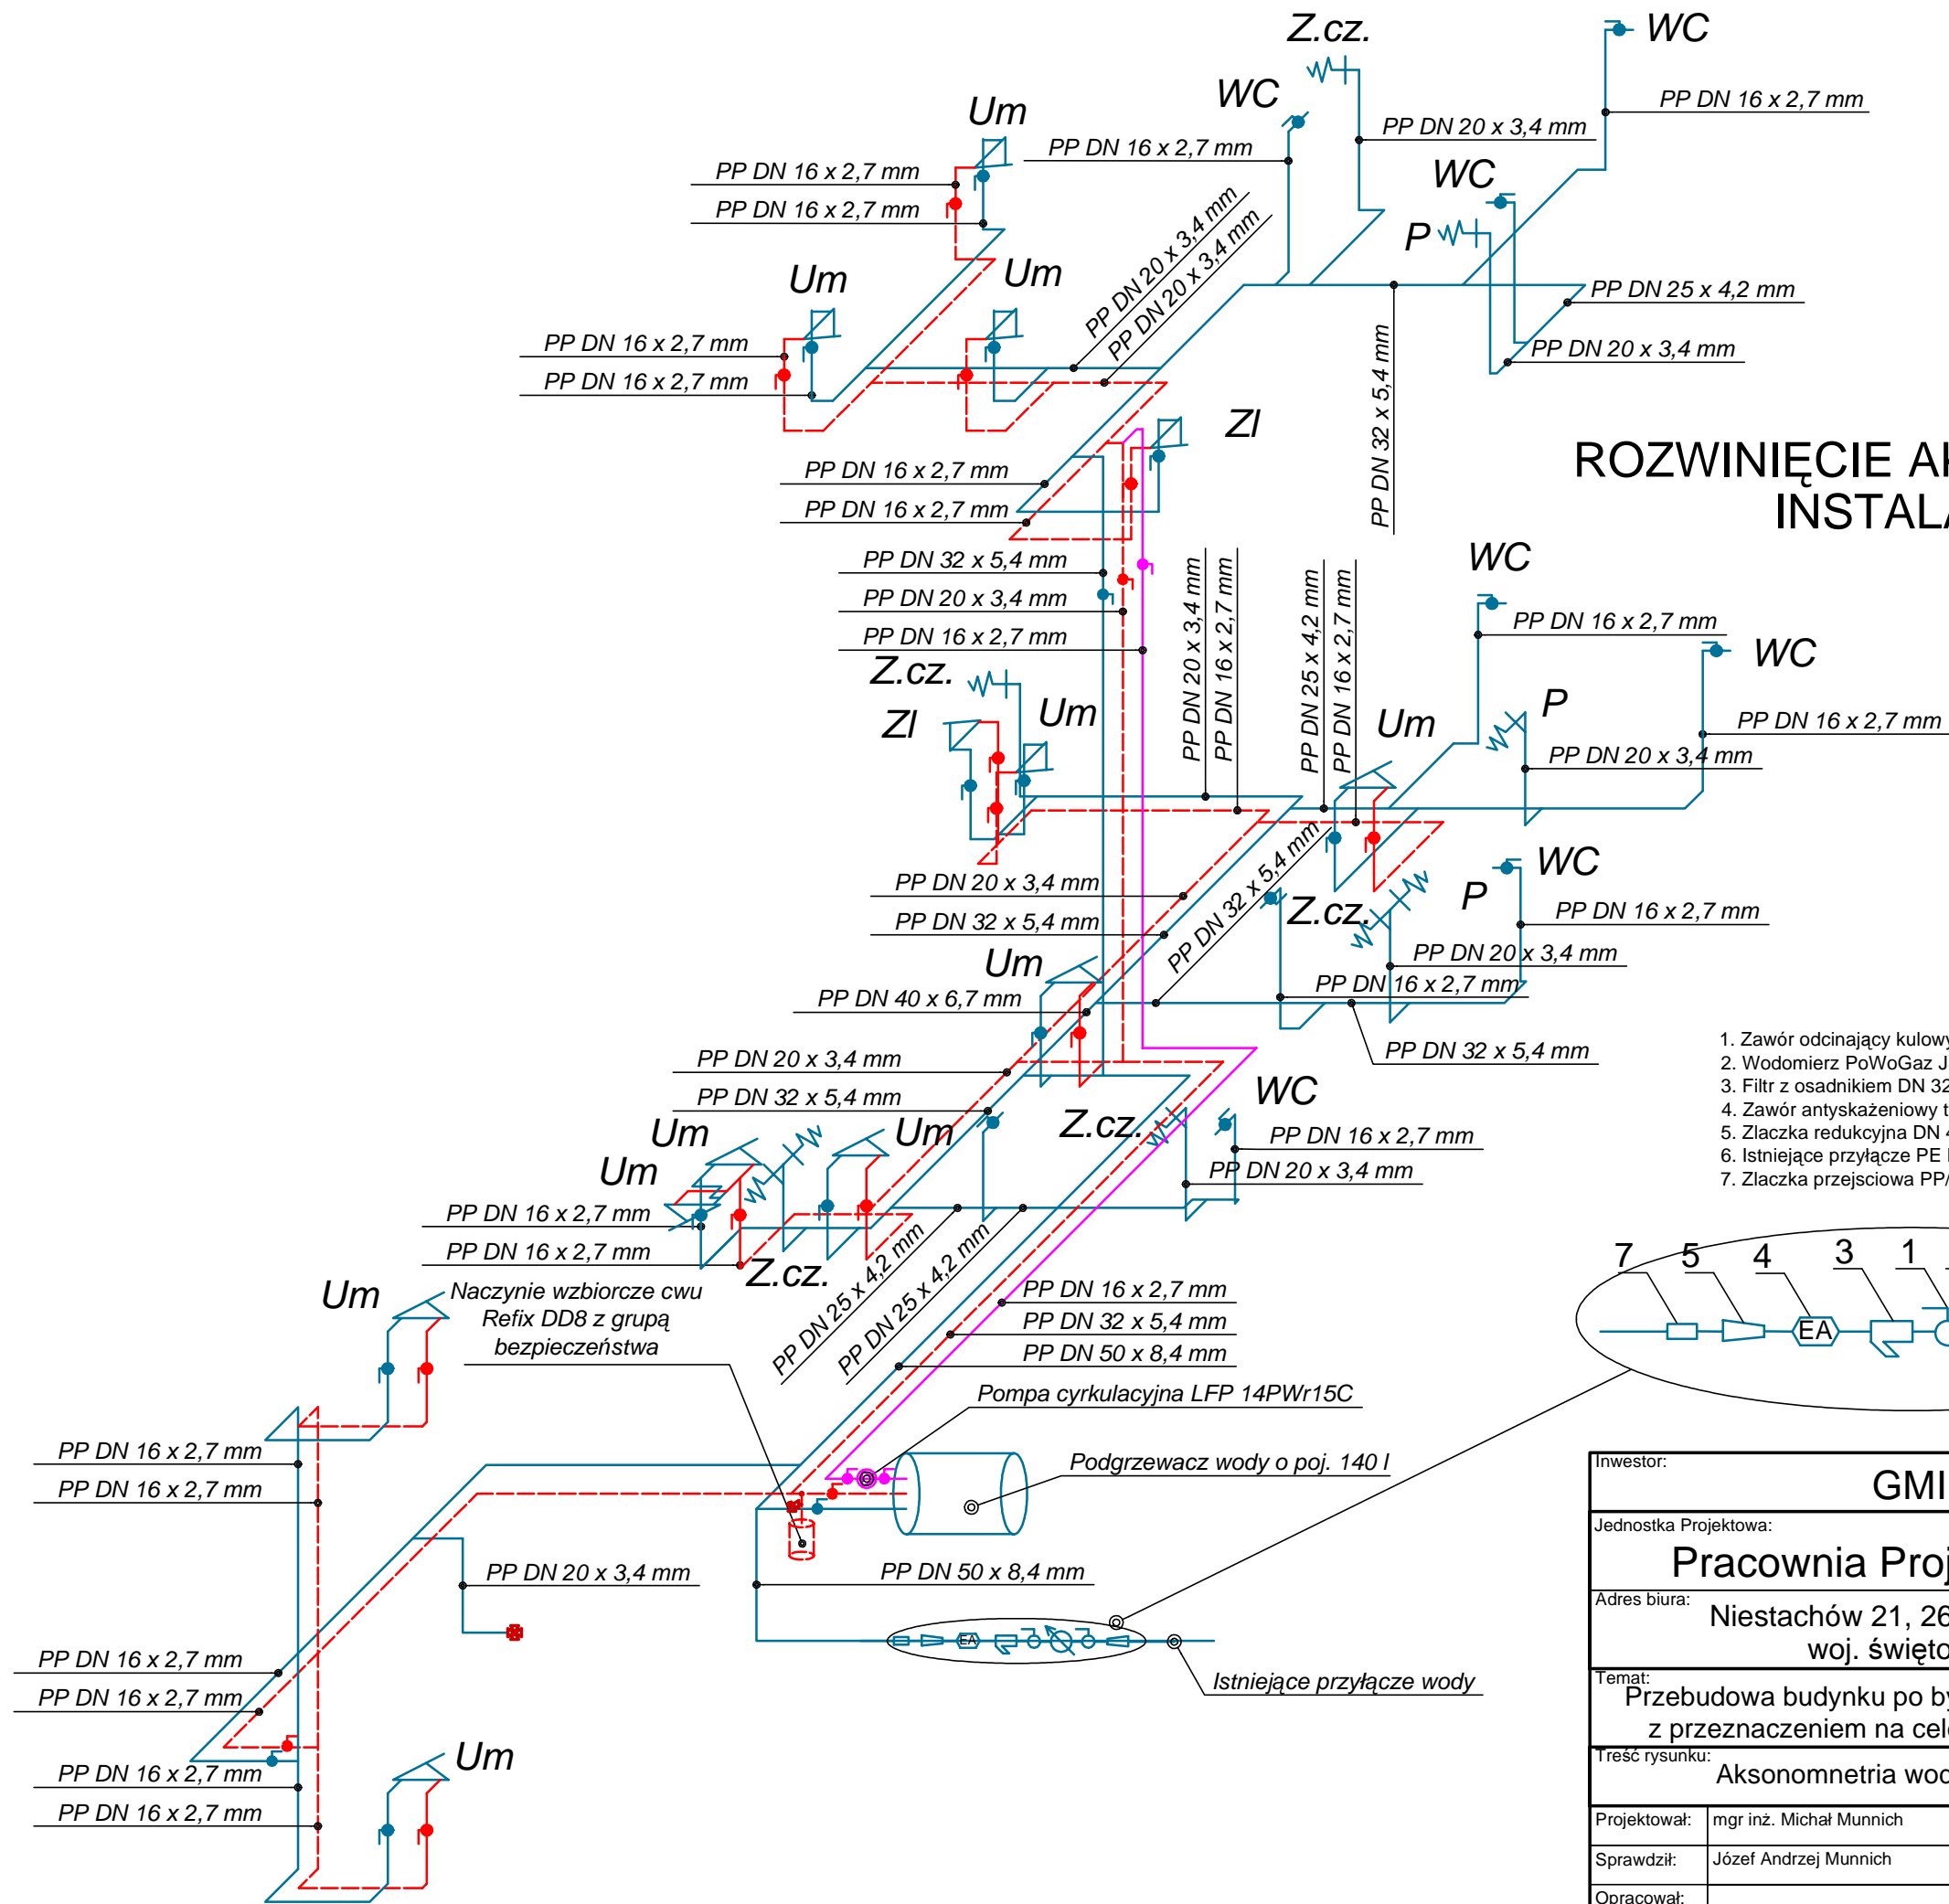 WC
Z.cz.
WC
PP DN 16 x 2,7 mm
Um
PP DN 16 x 2,7 mm
PP DN 20 x 3,4 mm
PP DN 16 x 2,7 mm
WC
PP DN 16 x 2,7 mm
P
PP DN 20 x 3,4 mm
PP DN 20 x 3,4 mm
Um
Um
PP DN 25 x 4,2 mm
PP DN 16 x 2,7 mm
PP DN 20 x 3,4 mm
PP DN 16 x 2,7 mm
PP DN 32 x 5,4 mm
Zl
ROZWINIĘCIE
INSTAL
PP DN 16 x 2,7 mm
PP DN 16 x 2,7 mm
PP DN 32 x 5,4 mm
PP DN 20 x 3,4 mm
PP DN 16 x 2,7 mm
PP DN 20 x 3,4 mm
PP DN 16 x 2,7 mm
PP DN 25 x 4,2 mm
PP DN 16 x 2,7 mm
WC
PP DN 16 x 2,7 mm
WC
Z.cz.
Zl
Um
Um
P
PP DN 16 x 2,7 mm
PP DN 20 x 3,4 mm
PP DN 32 x 5,4 mm
WC
PP DN 20 x 3,4 mm
Z.cz.
P
PP DN 16 x 2,7 mm
PP DN 32 x 5,4 mm
PP DN 20 x 3,4 mm
Um
PP DN 16 x 2,7 mm
PP DN 40 x 6,7 mm
PP DN 32 x 5,4 mm
1. Zawór odcinający kulowy
2. Wodomierz PoWoGaz J
3. Filtr z osadnikiem DN 32
4. Zawór antyskażeniowy t
5. Zlaczka redukcyjna DN 4
6. Istniejące przyłącze PE
7. Zlaczka przejsciowa PP/
PP DN 20 x 3,4 mm
PP DN 32 x 5,4 mm
WC
Z.cz.
Um
Um
Um
PP DN 16 x 2,7 mm
PP DN 20 x 3,4 mm
PP DN 16 x 2,7 mm
PP DN 16 x 2,7 mm
Z.cz.
PP DN 25 x 4,2 mm
PP DN 25 x 4,2 mm
7 5 4 3 1
EA
Um
Naczynie wzbiorcze cwu
Refix DD8 z grupą
bezpieczeństwa
PP DN 16 x 2,7 mm
PP DN 32 x 5,4 mm
PP DN 50 x 8,4 mm
Pompa cyrkulacyjna LFP 14PWr15C
Podgrzewacz wody o poj. 140 l
PP DN 16 x 2,7 mm
PP DN 16 x 2,7 mm
PP DN 20 x 3,4 mm
PP DN 50 x 8,4 mm
EA
Istniejące przyłącze wody
PP DN 16 x 2,7 mm
PP DN 16 x 2,7 mm
PP DN 16 x 2,7 mm
PP DN 16 x 2,7 mm
Um
Inwestor:
GMI
Jednostka Projektowa:
Pracownia Proj
Adres biura:
Niestachów 21, 26
woj. święto
Temat:
Przebudowa budynku po by
z przeznaczeniem na cel
Treść rysunku:
Aksonomnetria wod
Projektował: mgr inż. Michał Munnich
Sprawdził: Józef Andrzej Munnich
Opracował: